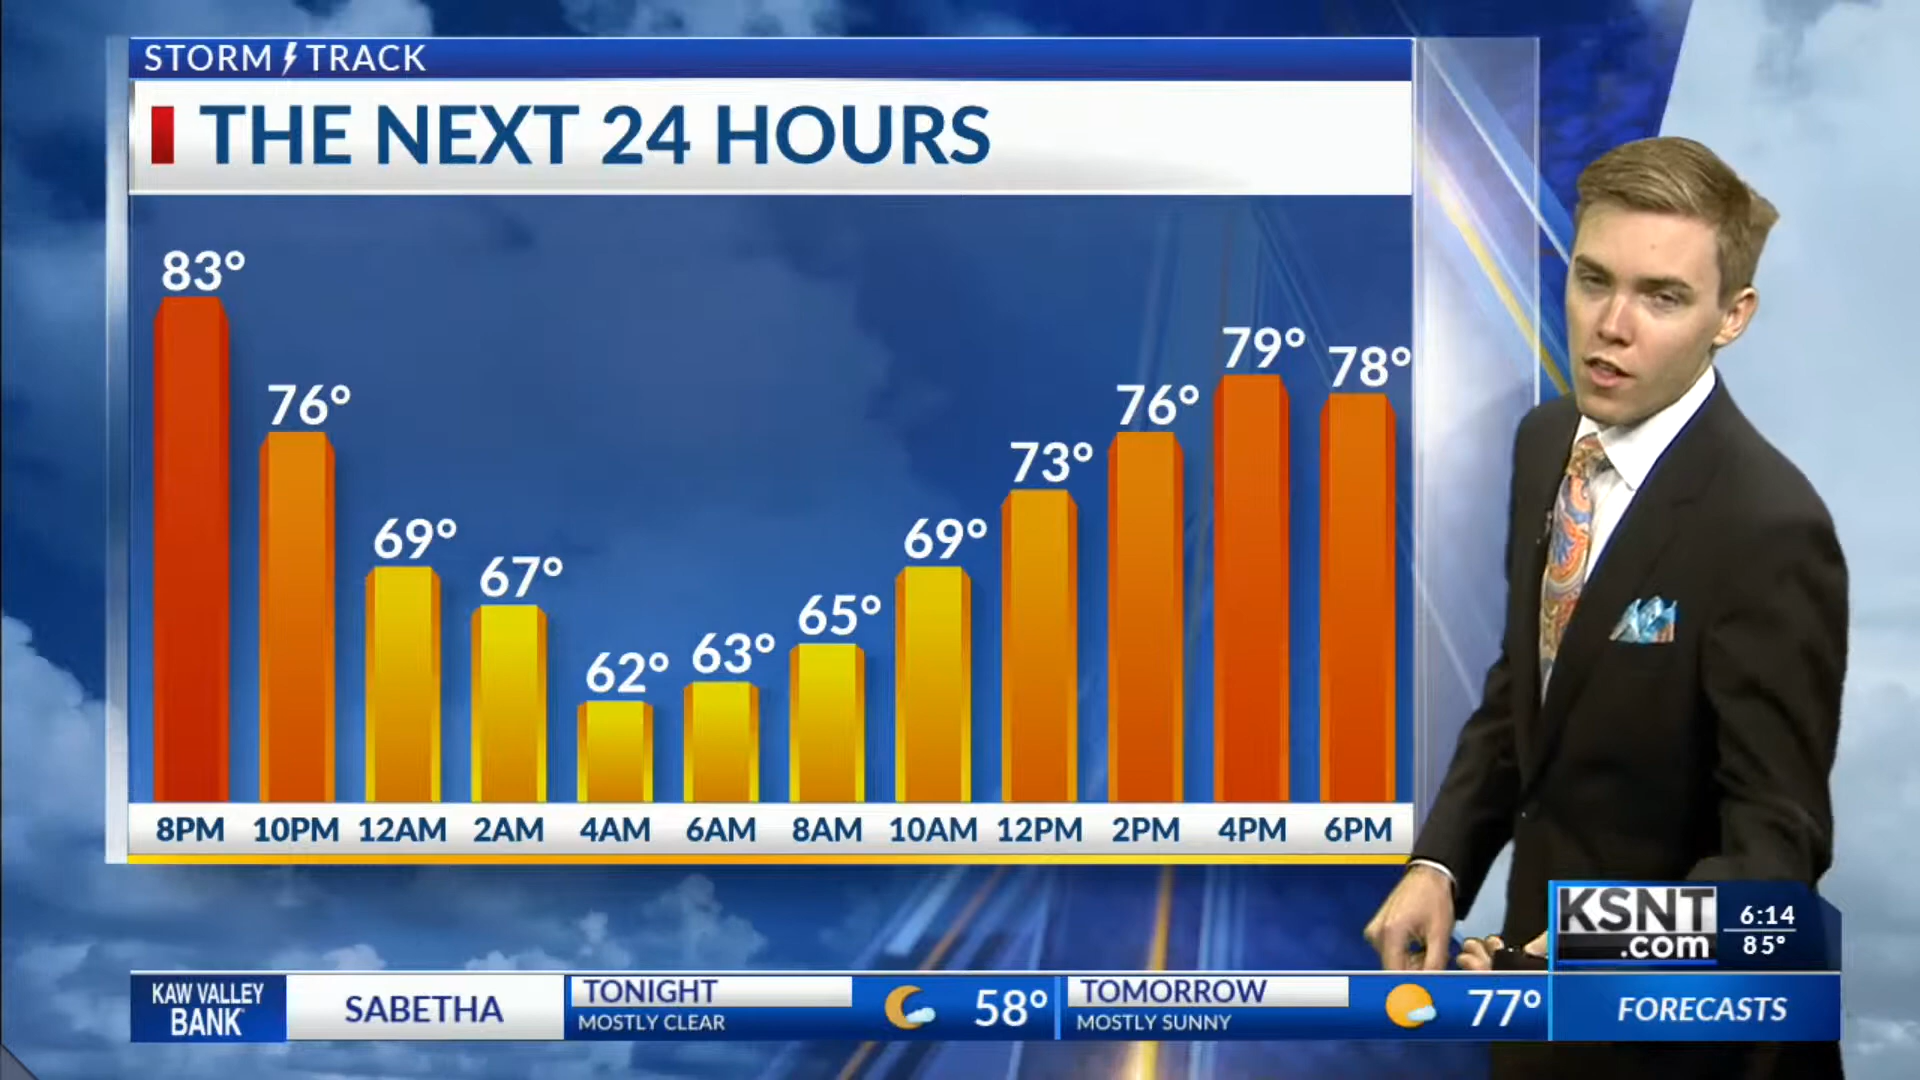 STORM TRACK
THE NEXT 24 HOURS
83° 76° 69° 67° 62° 63° 65° 69° 73° 76° 79° 78°
8PM 10PM 12AM 2AM 4AM 6AM 8AM 10AM 12PM 2PM 4PM 6PM
KSNT
.com
6:14
85°
KAW VALLEY
BANK
SABETHA
TONIGHT
MOSTLY CLEAR
58°
TOMORROW
MOSTLY SUNNY
77°
FORECASTS